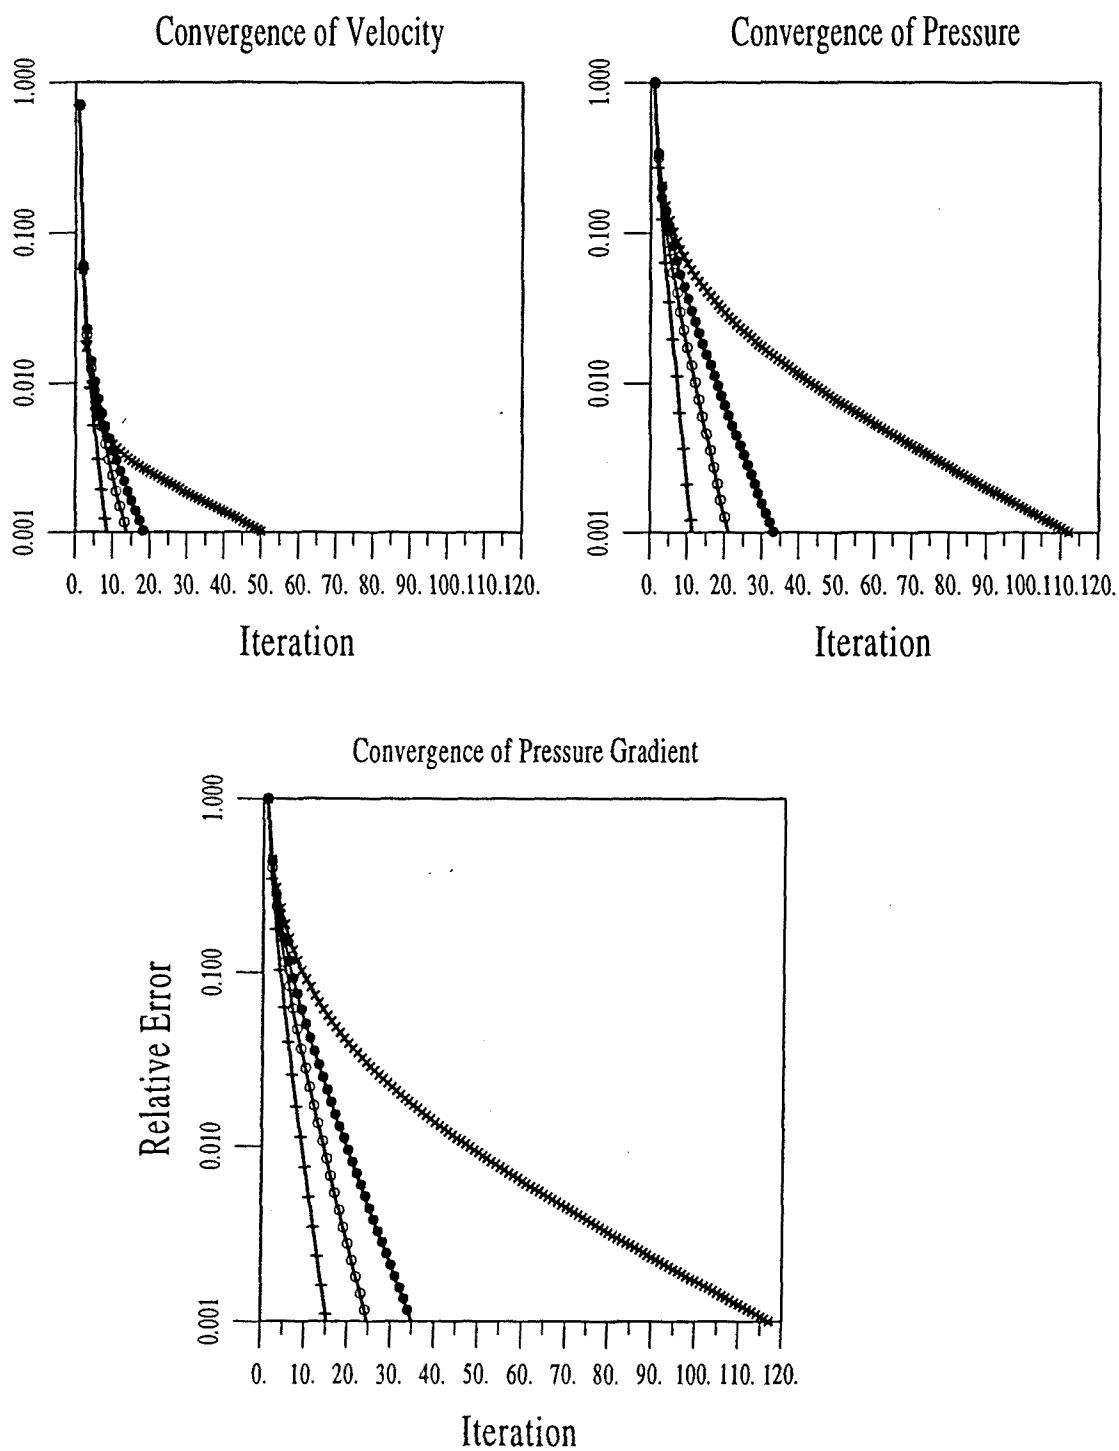 Convergence of Velocity
1.000
0.100
0.010
0.001
0. 10. 20. 30. 40. 50. 60. 70. 80. 90. 100.110.120.
Iteration
Convergence of Pressure
1.000
0.100
0.010
0.001
0. 10. 20. 30. 40. 50. 60. 70. 80. 90. 100.110.120.
Iteration
Convergence of Pressure Gradient
Relative Error
1.000
0.100
0.010
0.001
0. 10. 20. 30. 40. 50. 60. 70. 80. 90. 100. 110. 120.
Iteration